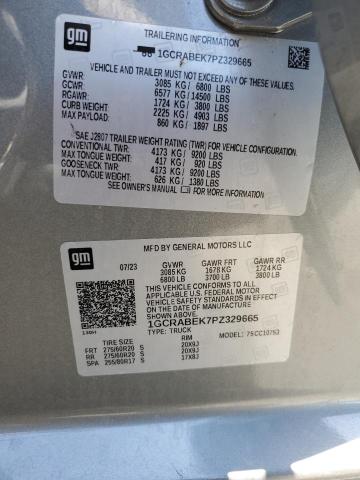 gm
TRAILERING INFORMATION
1GCRABEK7PZ329665
VEHICLE AND TRAILER MUST NOT EXCEED ANY OF THESE WEIGHTS
GVWR: 3085 KG/ 6800 LBS
GCWR: 6577 KG/ 14500 LBS
RGAWR: 1724 KG/ 3800 LBS
CURB WEIGHT: 2225 KG/ 4903 LBS
MAX PAYLOAD: 860 KG/ 1897 LBS
SAE J2807 TRAILER WEIGHT RATING (TWR) FOR VEHICLE CONFIGURATION.
CONVENTIONAL TWR: 4173 KG/ 9200 LBS
MAX TONGUE WEIGHT: 417 KG/ 920 LBS
GOOSENECK TWR: 4173 KG/ 9200 LBS
MAX TONGUE WEIGHT: 626 KG/ 1380 LBS
SEE OWNER'S MANUAL FOR MORE INFORMATION
gm
MFD BY GENERAL MOTORS LLC
07/23 GVWR GAWR FRT GAWR RR
3085 KG 1678 KG 1724 KG
6800 LB 3700 LB 3800 LB
THIS VEHICLE CONFORMS TO ALL
APPLICABLE U.S. FEDERAL MOTOR
VEHICLE SAFETY STANDARDS IN EFFECT
ON THE DATE OF MANUFACTURE
SHOWN ABOVE.
1GCRABEK7PZ329665
TYPE: TRUCK
MODEL: 7SCC10753
TIRE SIZE RIM
FRT 275/60R20 S 20X9J
RR 275/60R20 S 20X9J
SPA 255/80R17 S 17X8J